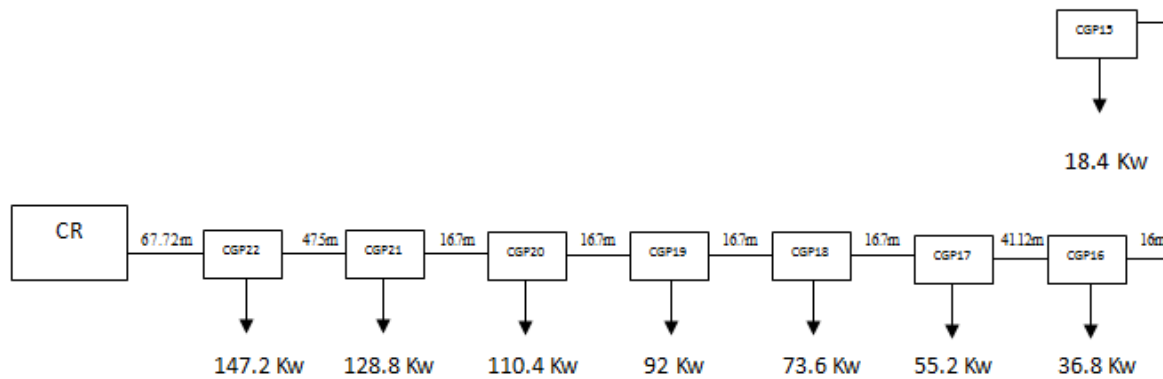 CGP15
18.4 Kw
CR
67.72m
CGP22
47.5m
CGP21
16.7m
CGP20
16.7m
CGP19
16.7m
CGP18
16.7m
CGP17
41.12m
CGP16
16m
147.2 Kw
128.8 Kw
110.4 Kw
92 Kw
73.6 Kw
55.2 Kw
36.8 Kw